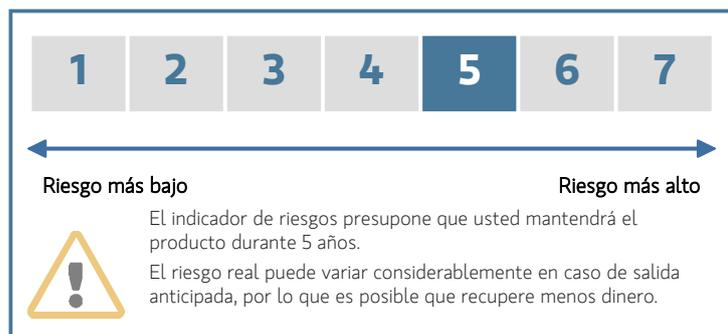 1 2 3 4 5 6 7
Riesgo más bajo Riesgo más alto
El indicador de riesgos presupone que usted mantendrá el
producto durante 5 años.
El riesgo real puede variar considerablemente en caso de salida
anticipada, por lo que es posible que recupere menos dinero.